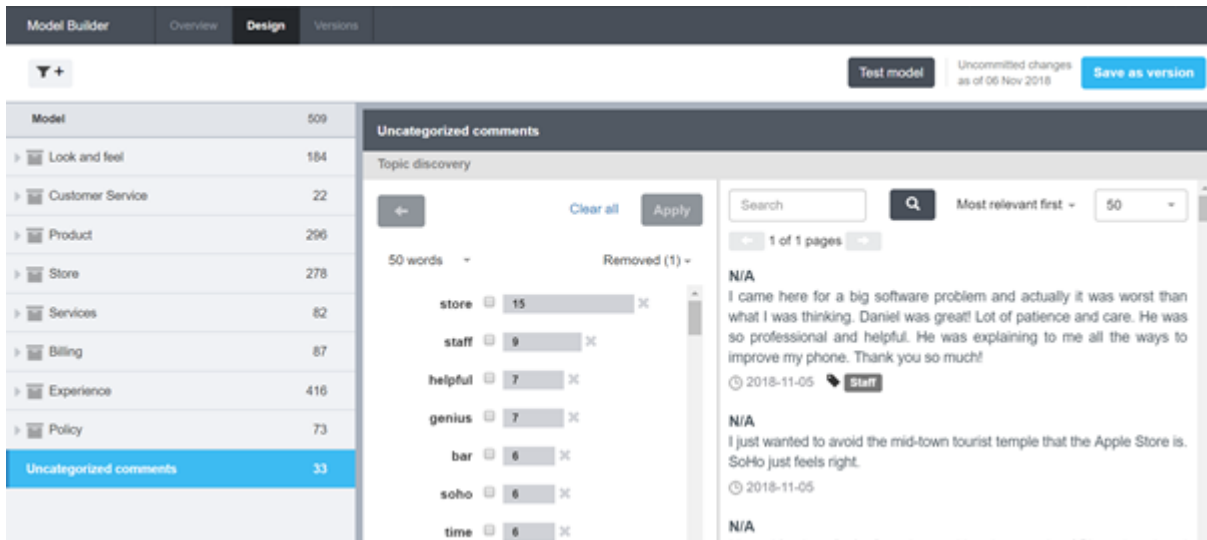 Model Builder Overview Design Versions
+ Test model Uncommitted changes
as of 06 Nov 2018 Save as version
Model 509
Look and feel 184
Customer Service 22
Product 296
Store 278
Services 82
Billing 87
Experience 416
Policy 73
Uncategorized comments 33
Uncategorized comments
Topic discovery
Clear all Apply
50 words Removed (1)
store 15
staff 9
helpful 7
genius 7
bar 6
soho 6
time 6
Search Most relevant first 50
1 of 1 pages
N/A
I came here for a big software problem and actually it was worst than
what I was thinking. Daniel was great! Lot of patience and care. He was
so professional and helpful. He was explaining to me all the ways to
improve my phone. Thank you so much!
2018-11-05 Staff
N/A
I just wanted to avoid the mid-town tourist temple that the Apple Store is.
SoHo just feels right.
2018-11-05
N/A